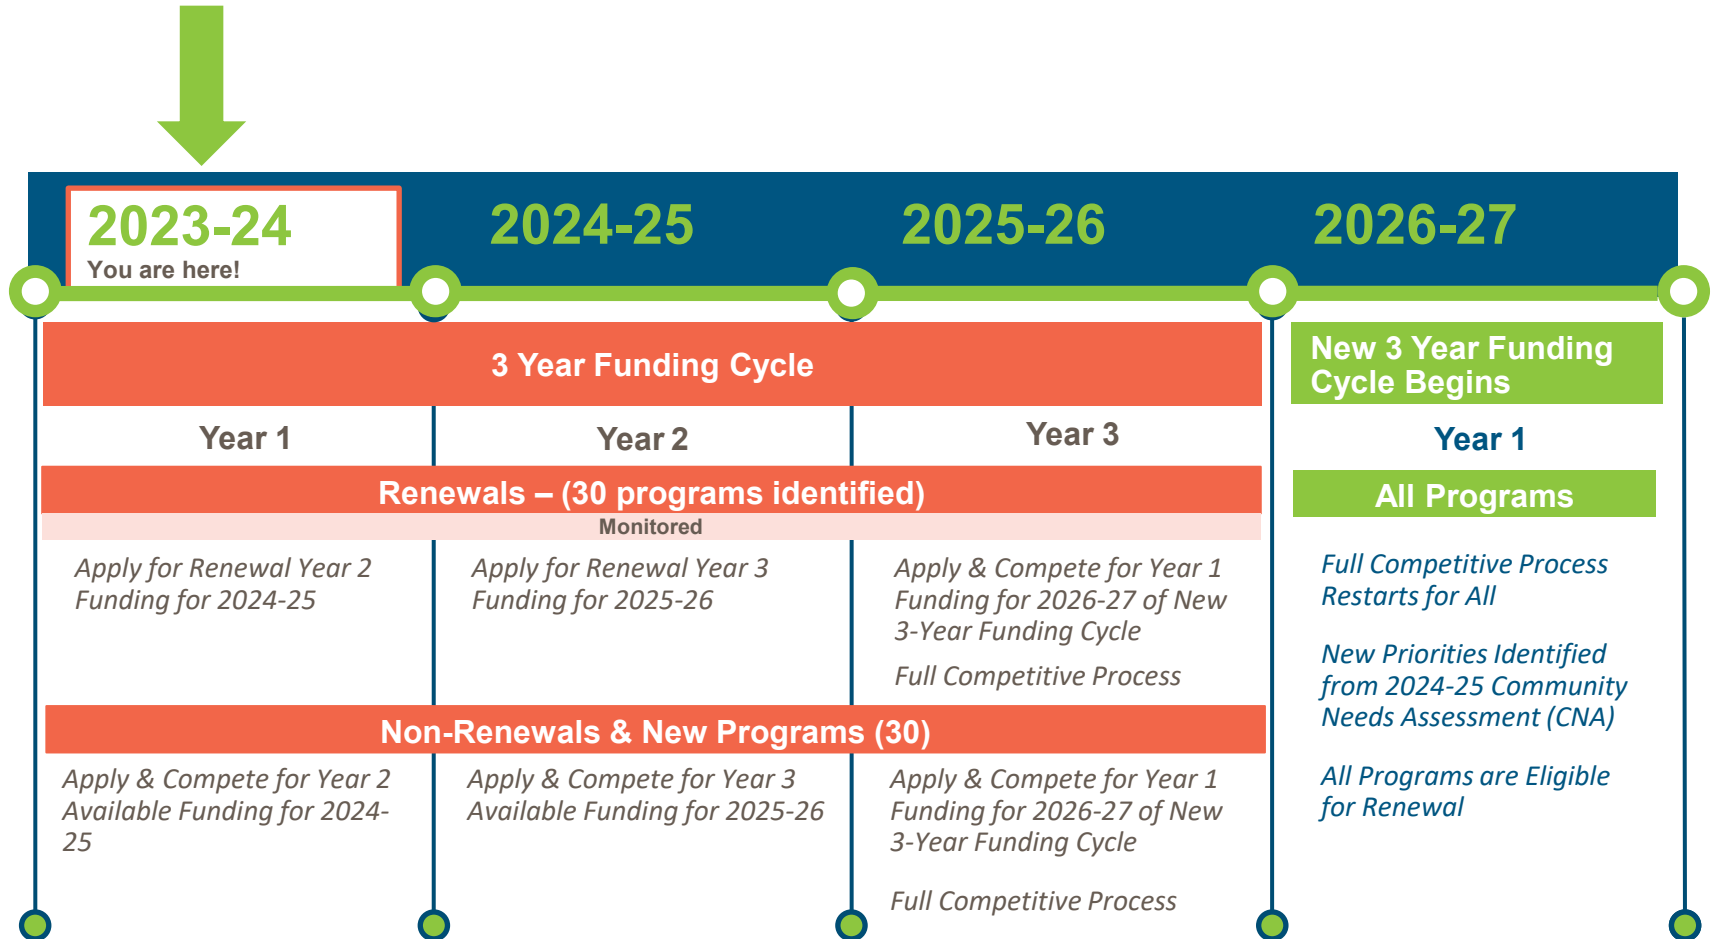 2023-24
You are here!
2024-25
2025-26
2026-27
3 Year Funding Cycle
New 3 Year Funding
Cycle Begins
Year 1
Year 2
Year 3
Year 1
Renewals – (30 programs identified)
Monitored
All Programs
Apply for Renewal Year 2
Funding for 2024-25
Apply for Renewal Year 3
Funding for 2025-26
Apply & Compete for Year 1
Funding for 2026-27 of New
3-Year Funding Cycle
Full Competitive Process
Full Competitive Process
Restarts for All
New Priorities Identified
from 2024-25 Community
Needs Assessment (CNA)
All Programs are Eligible
for Renewal
Non-Renewals & New Programs (30)
Apply & Compete for Year 2
Available Funding for 2024-
25
Apply & Compete for Year 3
Available Funding for 2025-26
Apply & Compete for Year 1
Funding for 2026-27 of New
3-Year Funding Cycle
Full Competitive Process